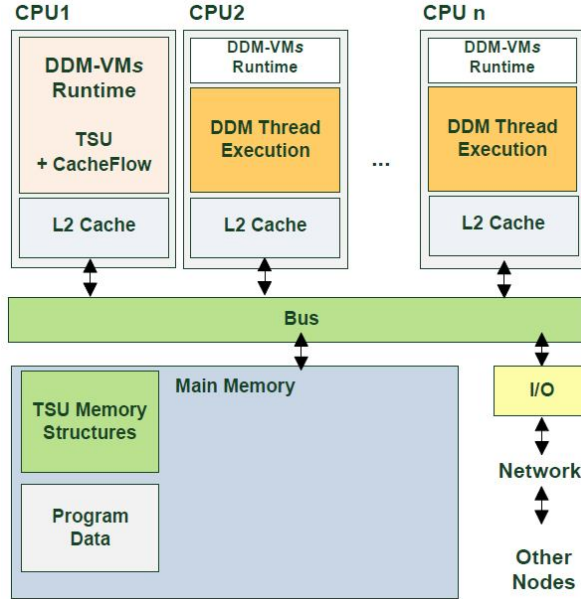 CPU1
DDM-VMs
Runtime
TSU
+ CacheFlow
L2 Cache
CPU2
DDM-VMs
Runtime
DDM Thread
Execution
L2 Cache
...
CPU n
DDM-VMs
Runtime
DDM Thread
Execution
L2 Cache
Bus
Main Memory
TSU Memory
Structures
Program
Data
I/O
Network
Other
Nodes